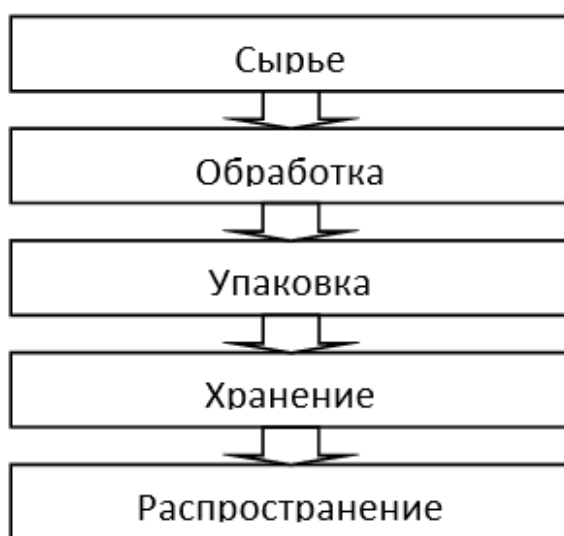 Сырье
Обработка
Упаковка
Хранение
Распространение